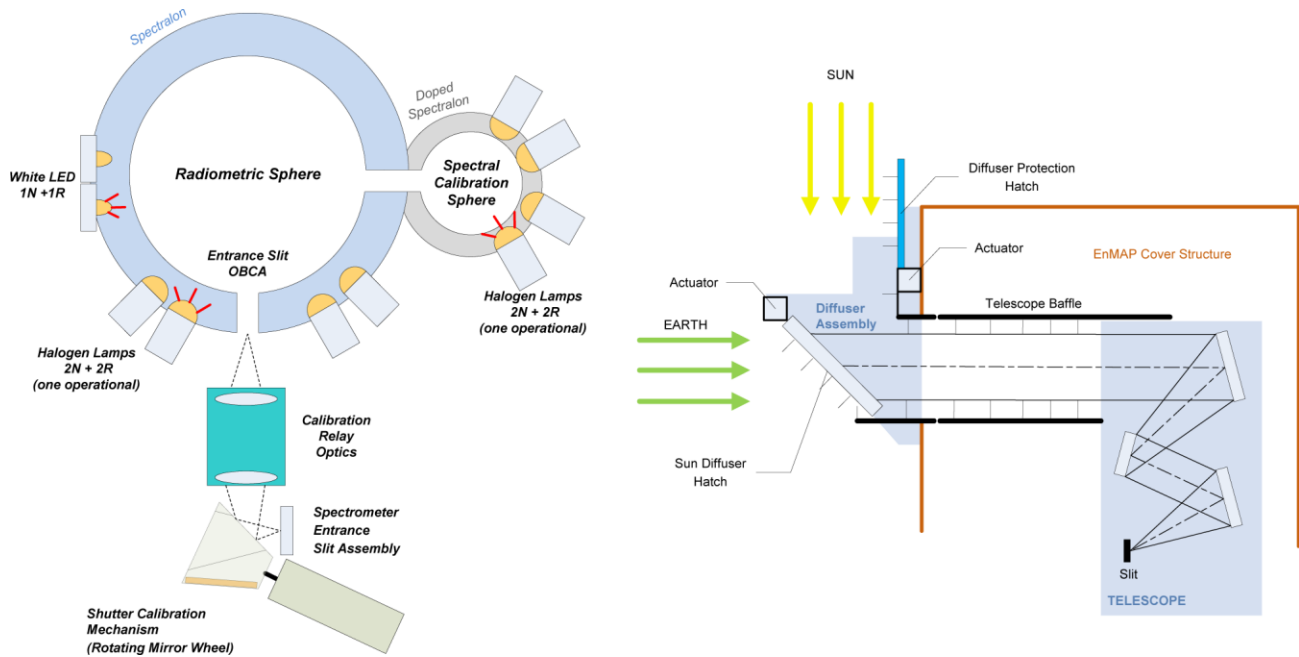 Spectralon
Doped
Spectralon
White LED
1N +1R
Radiometric Sphere
Spectral
Calibration
Sphere
Entrance Slit
OBCA
Halogen Lamps
2N + 2R
(one operational)
Halogen Lamps
2N + 2R
(one operational)
Calibration
Relay
Optics
Spectrometer
Entrance
Slit Assembly
Shutter Calibration
Mechanism
(Rotating Mirror Wheel)
SUN
Diffuser Protection
Hatch
Actuator
EnMAP Cover Structure
Actuator
Diffuser
Assembly
Telescope Baffle
EARTH
Sun Diffuser
Hatch
Slit
TELESCOPE